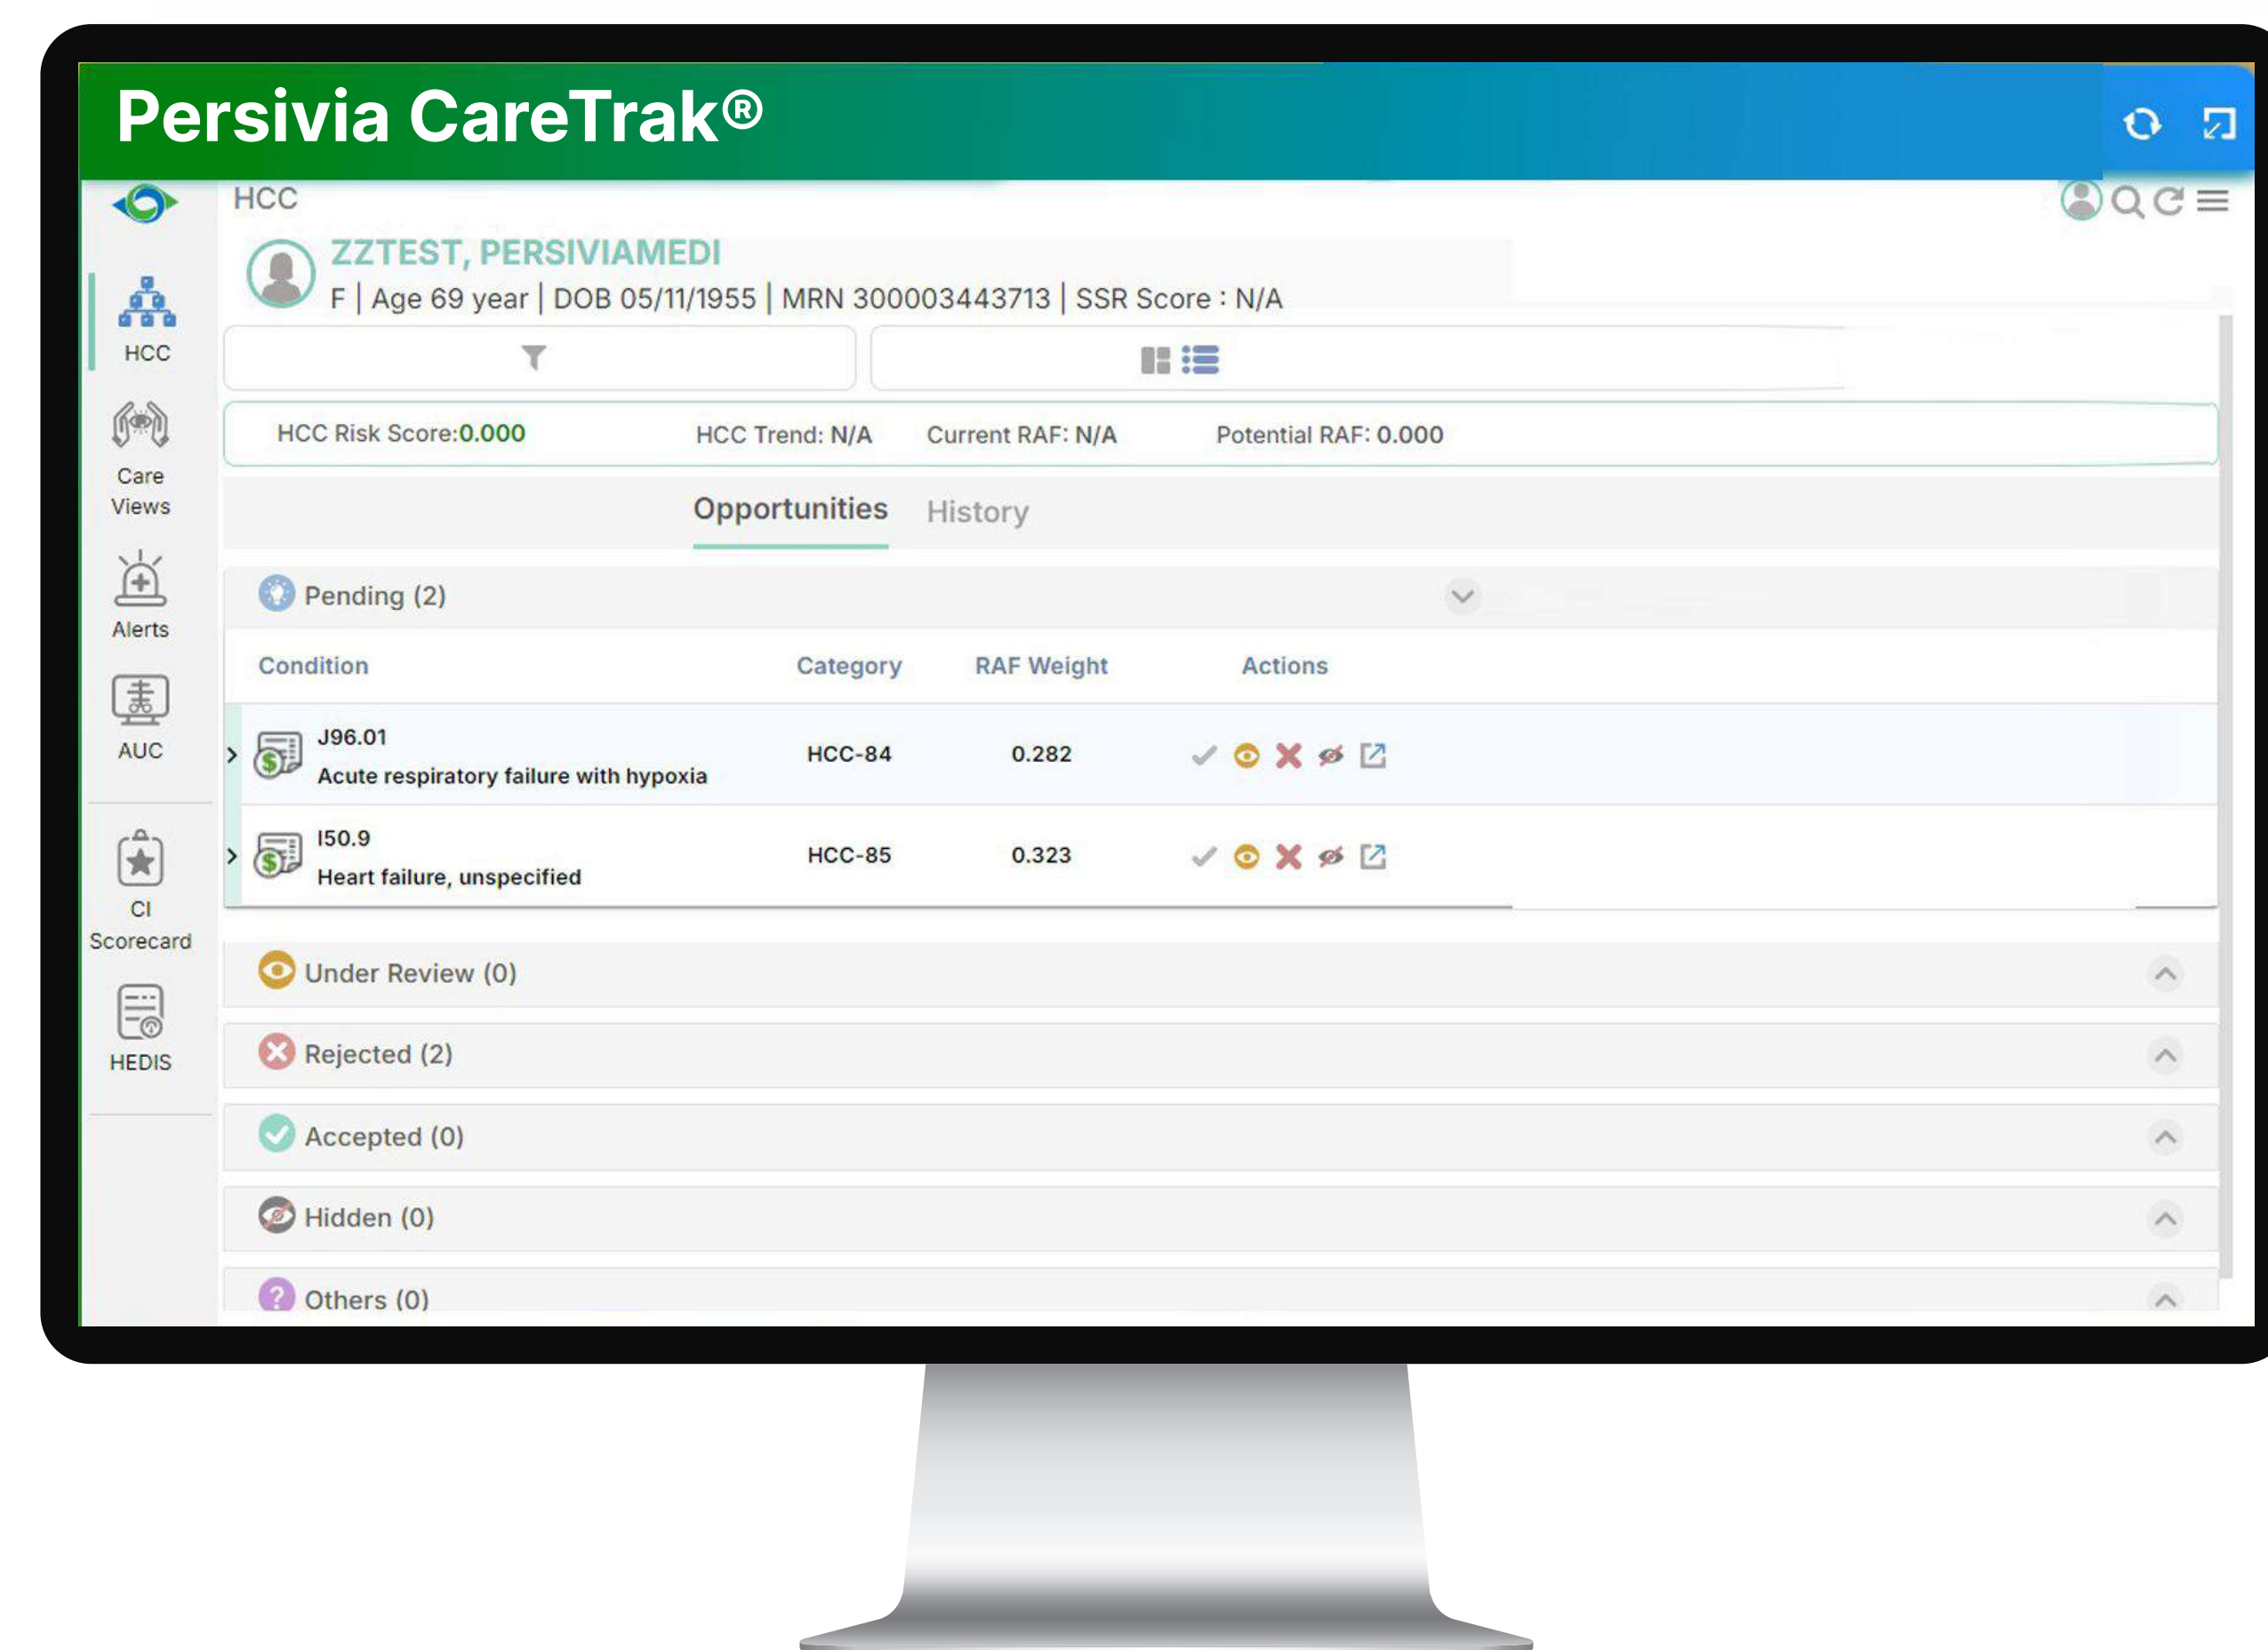 Persivia CareTrak®
HCC
ZZTEST, PERSIVIAMEDI
F | Age 69 year | DOB 05/11/1955 | MRN 300003443713 | SSR Score : N/A
HCC
Care
Views
Alerts
AUC
CI
Scorecard
HEDIS
HCC Risk Score:0.000 HCC Trend: N/A Current RAF: N/A Potential RAF: 0.000
Opportunities History
Pending (2)
Condition Category RAF Weight Actions
J96.01
Acute respiratory failure with hypoxia HCC-84 0.282
I50.9
Heart failure, unspecified HCC-85 0.323
Under Review (0)
Rejected (2)
Accepted (0)
Hidden (0)
Others (0)